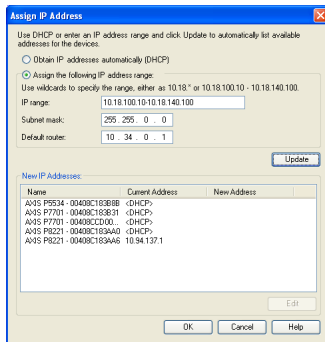 Assign IP Address
Use DHCP or enter an IP address range and click Update to automatically list available
addresses for the devices.
Obtain IP addresses automatically (DHCP)
Assign the following IP address range:
Use wildcards to specify the range, either as 10.18.* or 10.18.100.10 - 10.18.140.100.
IP range: 10.18.100.10-10.18.140.100
Subnet mask: 255. 255. 0 . 0
Default router: 10 . 34 . 0 . 1
Update
New IP Addresses:
Name Current Address New Address
AXIS P5534 - 00408C183B8B <DHCP>
AXIS P7701 - 00408C183B31 <DHCP>
AXIS P7701 - 00408CCD00... <DHCP>
AXIS P8221 - 00408C183AA0 <DHCP>
AXIS P8221 - 00408C183AA6 10.94.137.1
Edit
OK Cancel Help